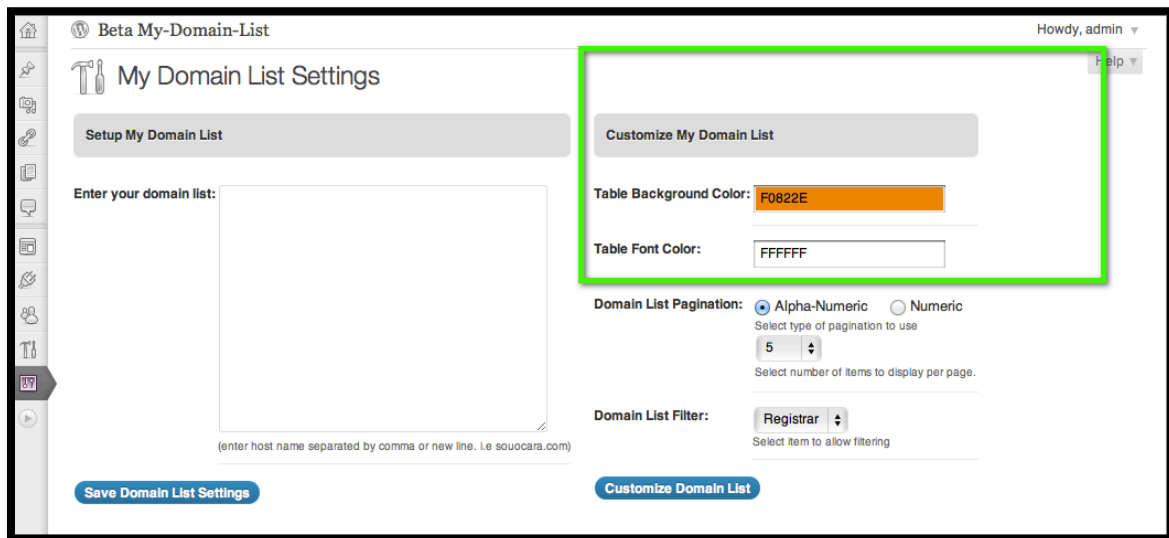 Beta My-Domain-List
Howdy, admin
Help
My Domain List Settings
Setup My Domain List
Enter your domain list:
(enter host name separated by comma or new line. i.e souocara.com)
Save Domain List Settings
Customize My Domain List
Table Background Color:
F0822E
Table Font Color:
FFFFFF
Domain List Pagination:
Alpha-Numeric
Numeric
Select type of pagination to use
5
Select number of items to display per page.
Domain List Filter:
Registrar
Select item to allow filtering
Customize Domain List